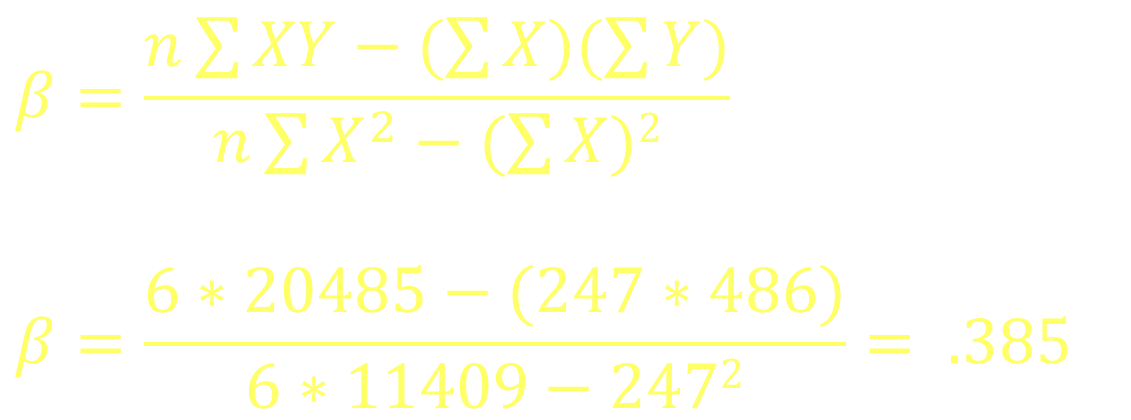 β = (n ∑ XY − (∑ X)(∑ Y)) / (n ∑ X² − (∑ X)²)
β = (6 * 20485 − (247 * 486)) / (6 * 11409 − 247²) = .385